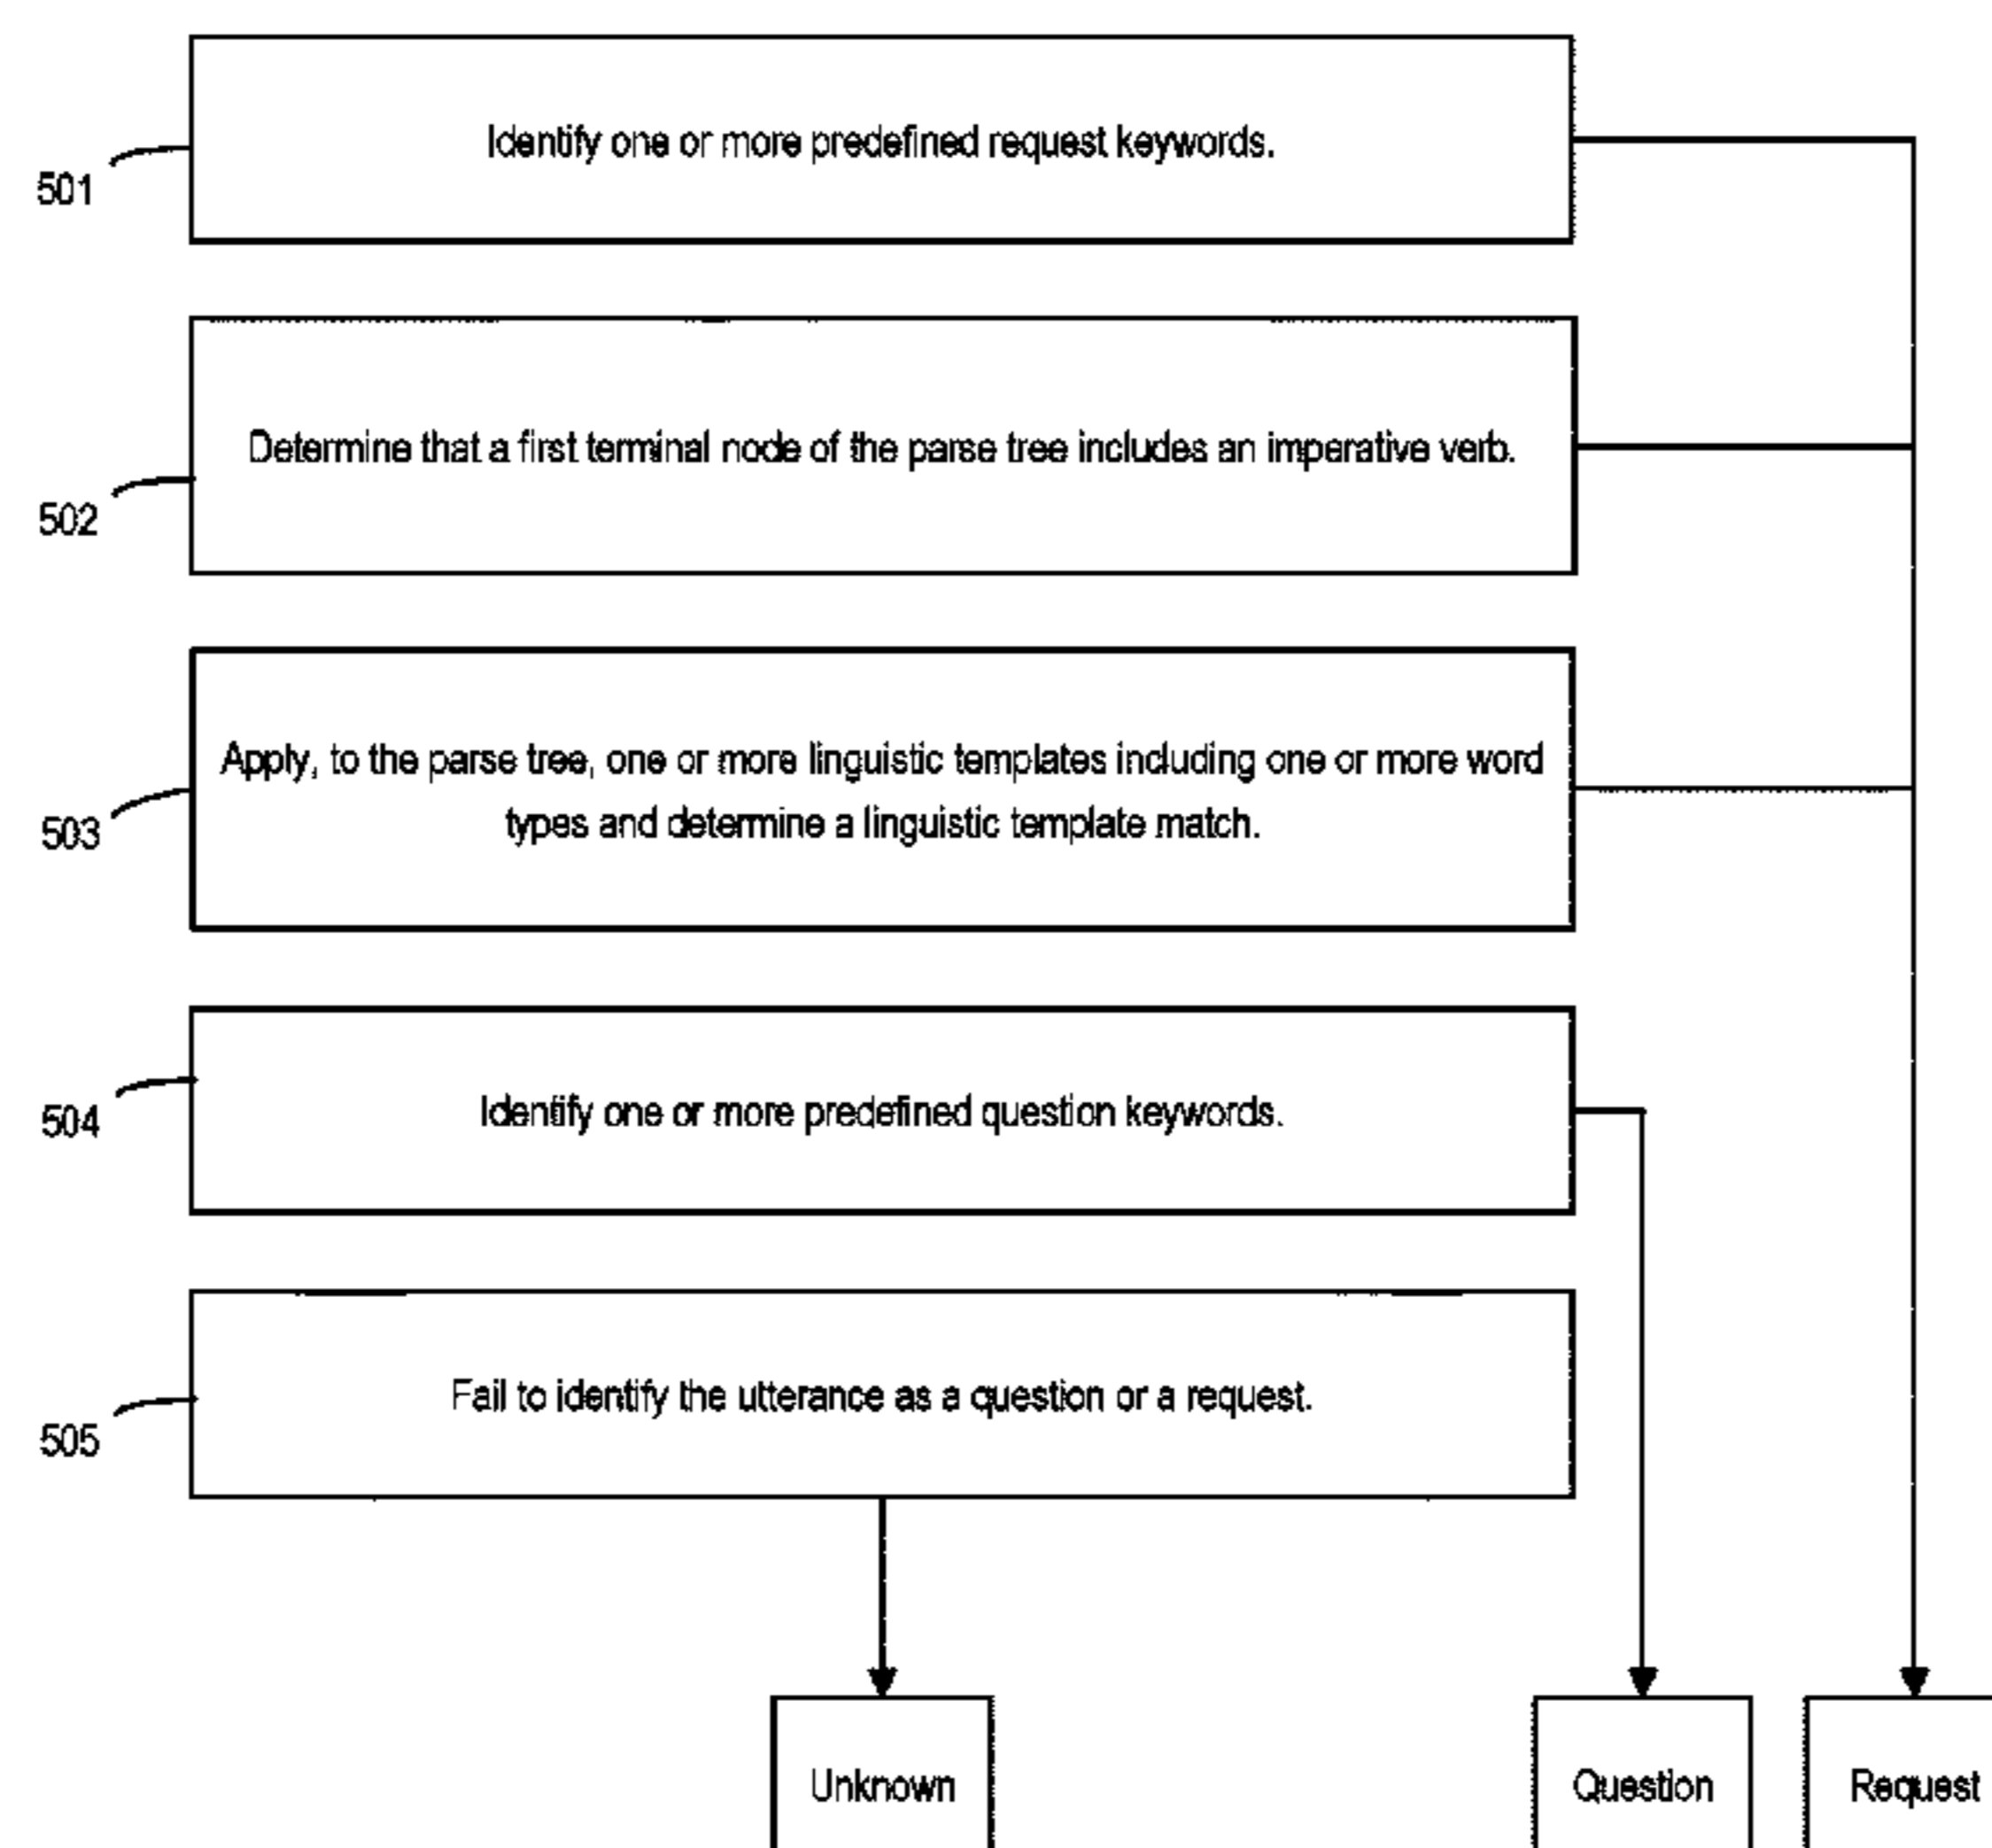 Identify one or more predefined request keywords.
501
Determine that a first terminal node of the parse tree includes an imperative verb.
502
Apply, to the parse tree, one or more linguistic templates including one or more word
types and determine a linguistic template match.
503
Identify one or more predefined question keywords.
504
Fail to identify the utterance as a question or a request.
505
Unknown
Question
Request